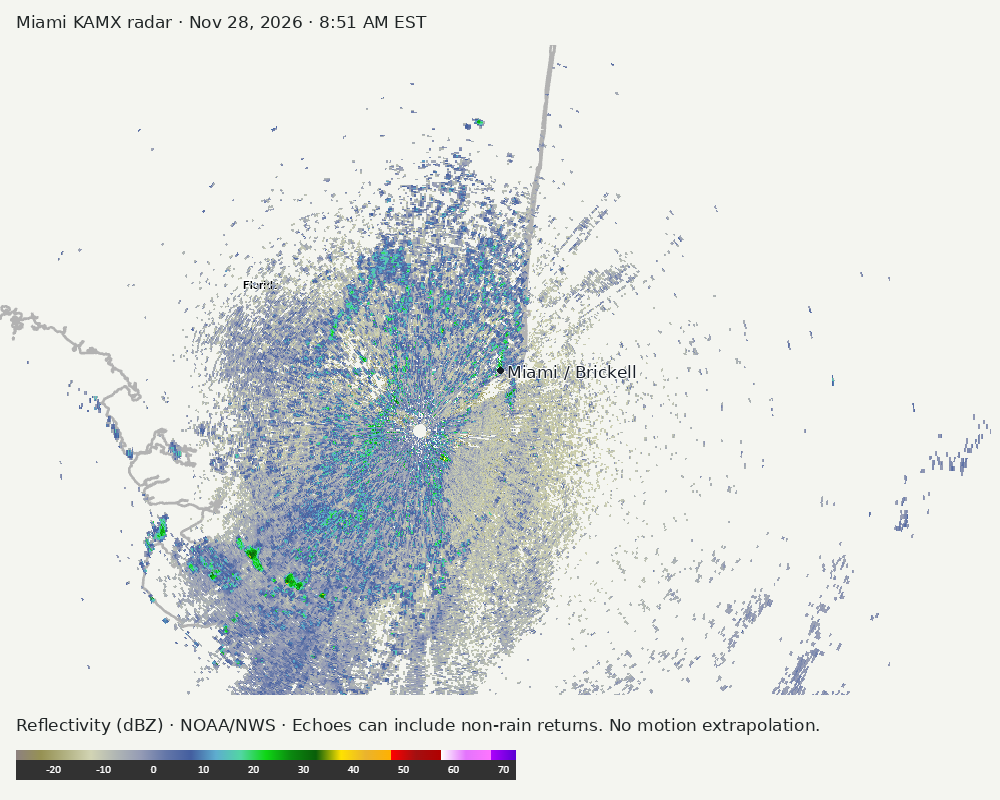 Miami KAMX radar · Nov 28, 2026 · 8:51 AM EST
Miami / Brickell
Reflectivity (dBZ) · NOAA/NWS · Echoes can include non-rain returns. No motion extrapolation.
-20 -10 0 10 20 30 40 50 60 70